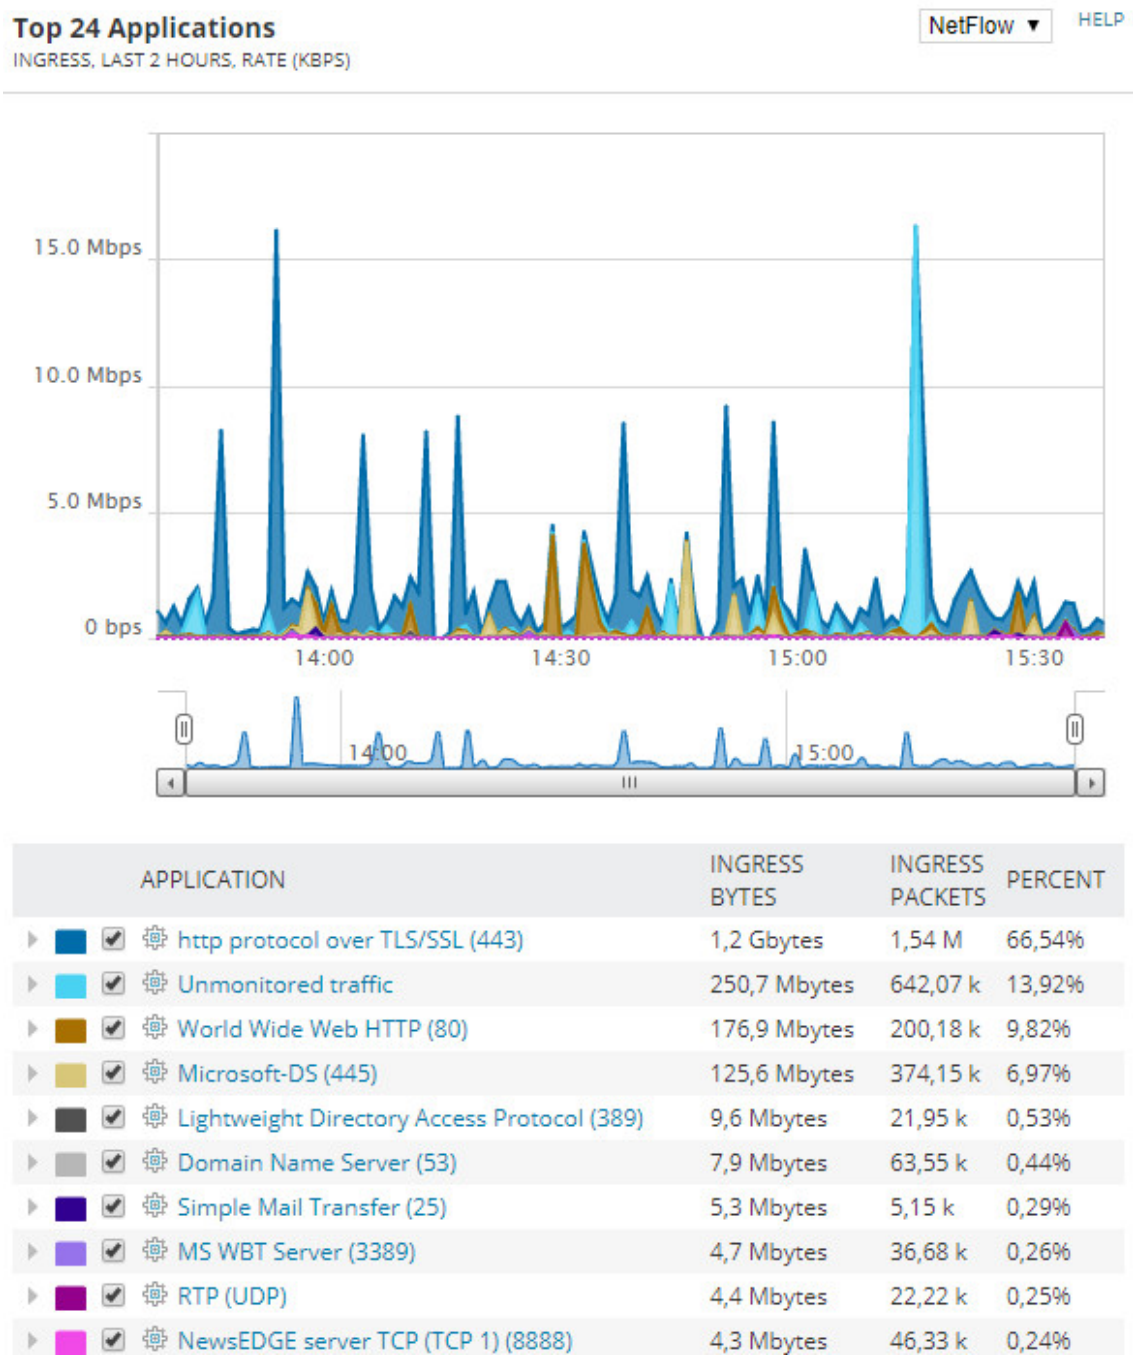 Top 24 Applications
NetFlow ▼
HELP
INGRESS, LAST 2 HOURS, RATE (KBPS)
15.0 Mbps
10.0 Mbps
5.0 Mbps
0 bps
14:00 14:30 15:00 15:30
14:00 15:00
APPLICATION INGRESS BYTES INGRESS PACKETS PERCENT
http protocol over TLS/SSL (443) 1,2 Gbytes 1,54 M 66,54%
Unmonitored traffic 250,7 Mbytes 642,07 k 13,92%
World Wide Web HTTP (80) 176,9 Mbytes 200,18 k 9,82%
Microsoft-DS (445) 125,6 Mbytes 374,15 k 6,97%
Lightweight Directory Access Protocol (389) 9,6 Mbytes 21,95 k 0,53%
Domain Name Server (53) 7,9 Mbytes 63,55 k 0,44%
Simple Mail Transfer (25) 5,3 Mbytes 5,15 k 0,29%
MS WBT Server (3389) 4,7 Mbytes 36,68 k 0,26%
RTP (UDP) 4,4 Mbytes 22,22 k 0,25%
NewsEDGE server TCP (TCP 1) (8888) 4,3 Mbytes 46,33 k 0,24%